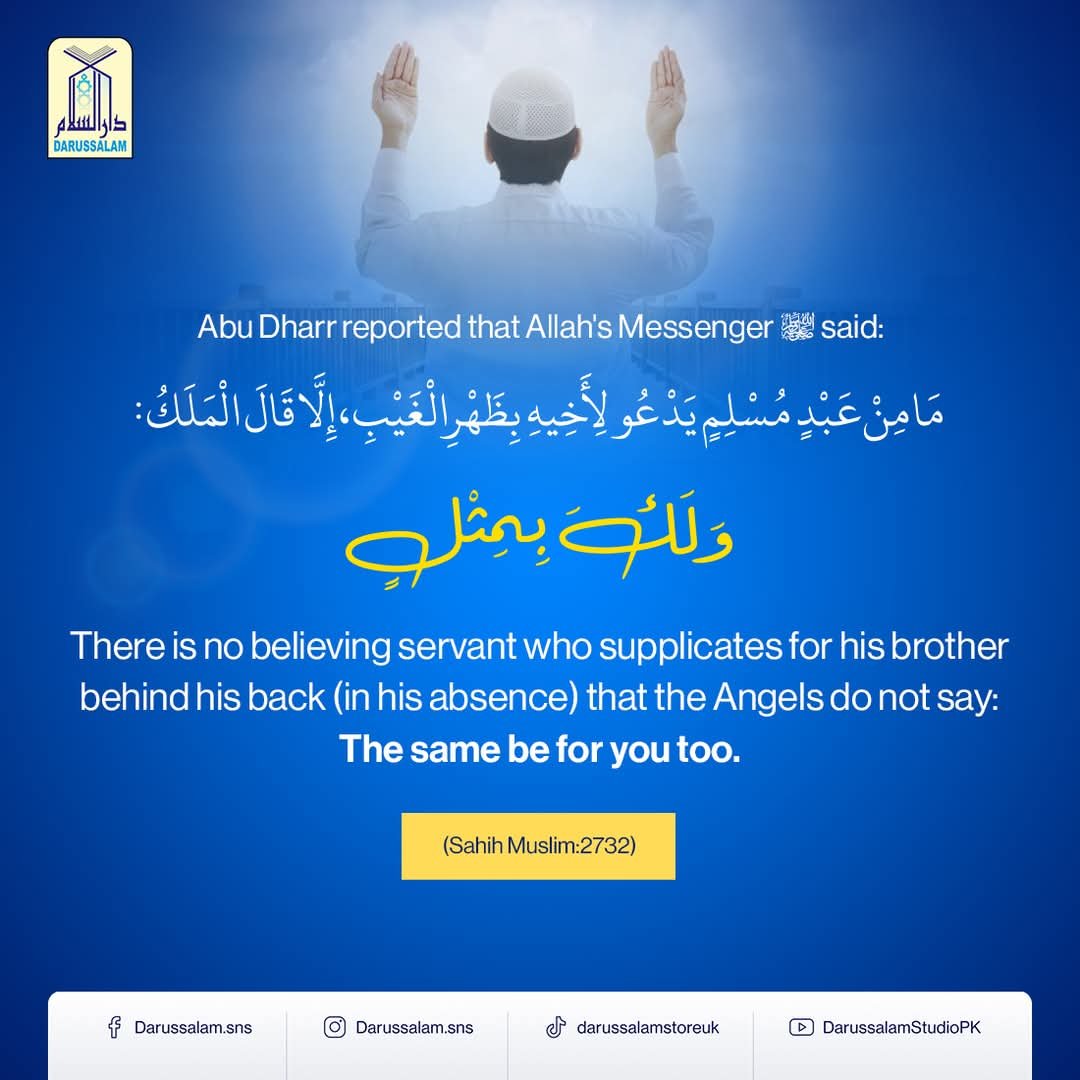 دارالسلام
DARUSSALAM
Abu Dharr reported that Allah's Messenger ﷺ said:
مَا مِنْ عَبْدٍ مُسْلِمٍ يَدْعُو لِأَخِيهِ بِظَهْرِ الْغَيْبِ، إِلَّا قَالَ الْمَلَكُ:
وَلَكَ بِمِثْلٍ
There is no believing servant who supplicates for his brother
behind his back (in his absence) that the Angels do not say:
The same be for you too.
(Sahih Muslim:2732)
Darussalam.sns
Darussalam.sns
darussalamstoreuk
DarussalamStudioPK